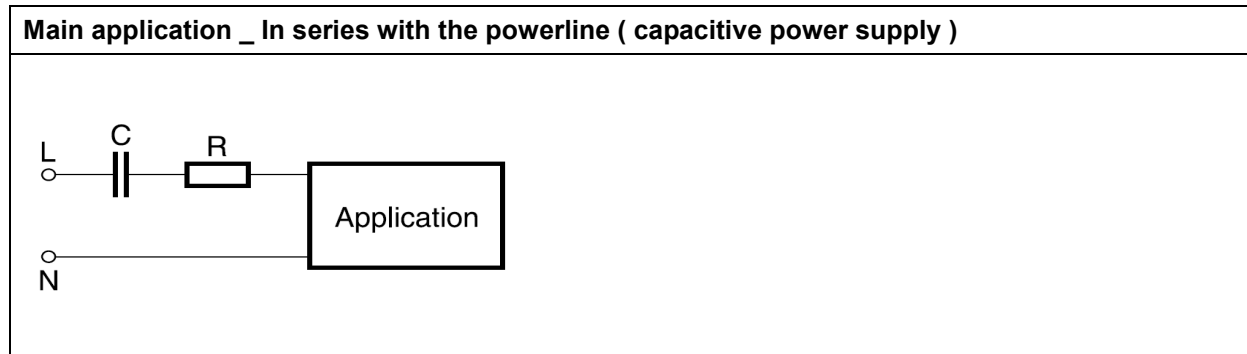 Main application _ In series with the powerline ( capacitive power supply )
L
C
R
Application
N